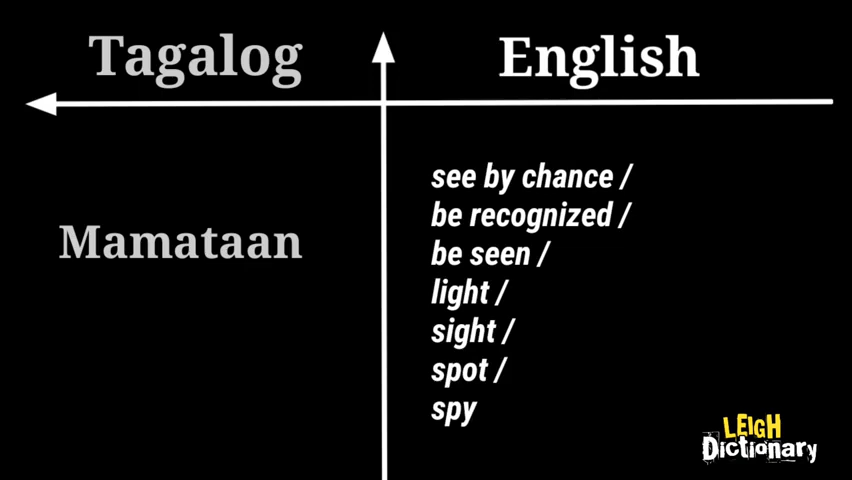 Tagalog English
Mamataan
see by chance /
be recognized /
be seen /
light /
sight /
spot /
spy
LEIGH
Dictionary